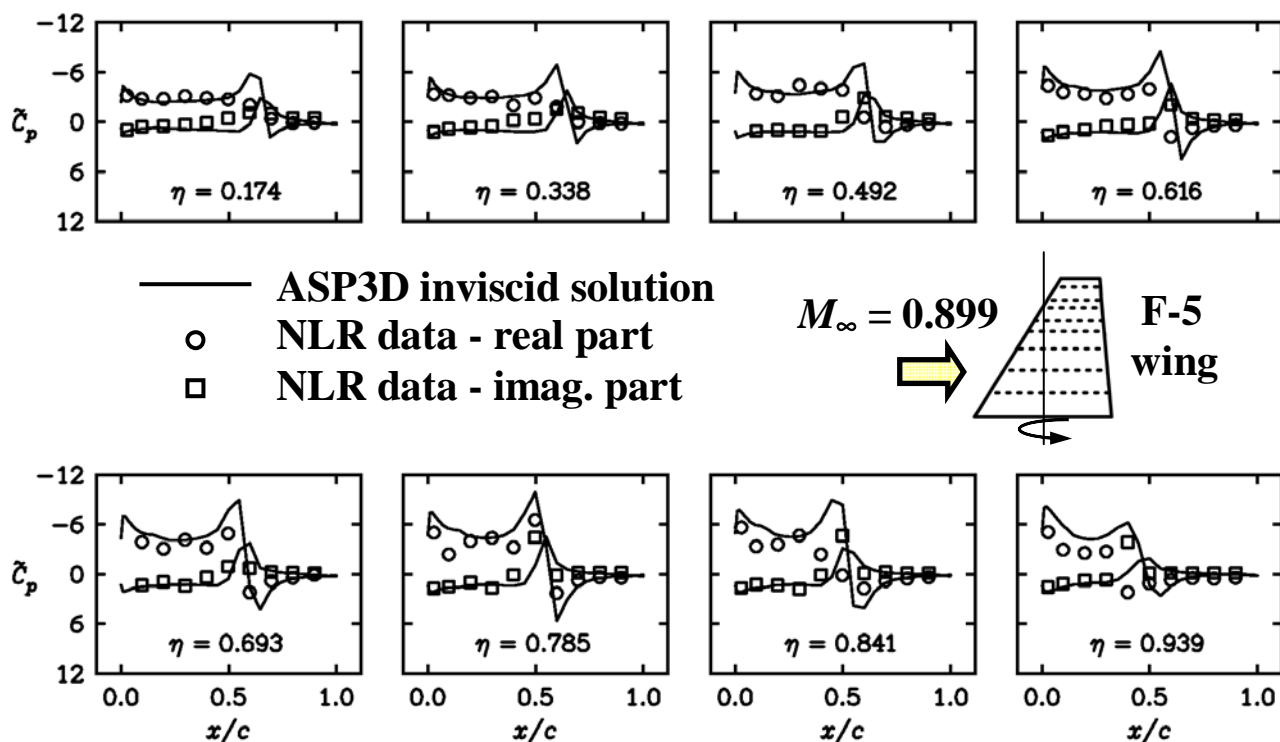 −12
−6
0
6
12
C̃p
η = 0.174
η = 0.338
η = 0.492
η = 0.616
ASP3D inviscid solution
NLR data - real part
NLR data - imag. part
M∞ = 0.899
F-5
wing
−12
−6
0
6
12
C̃p
η = 0.693
η = 0.785
η = 0.841
η = 0.939
0.0 0.5 1.0 0.0 0.5 1.0 0.0 0.5 1.0 0.0 0.5 1.0
x/c x/c x/c x/c